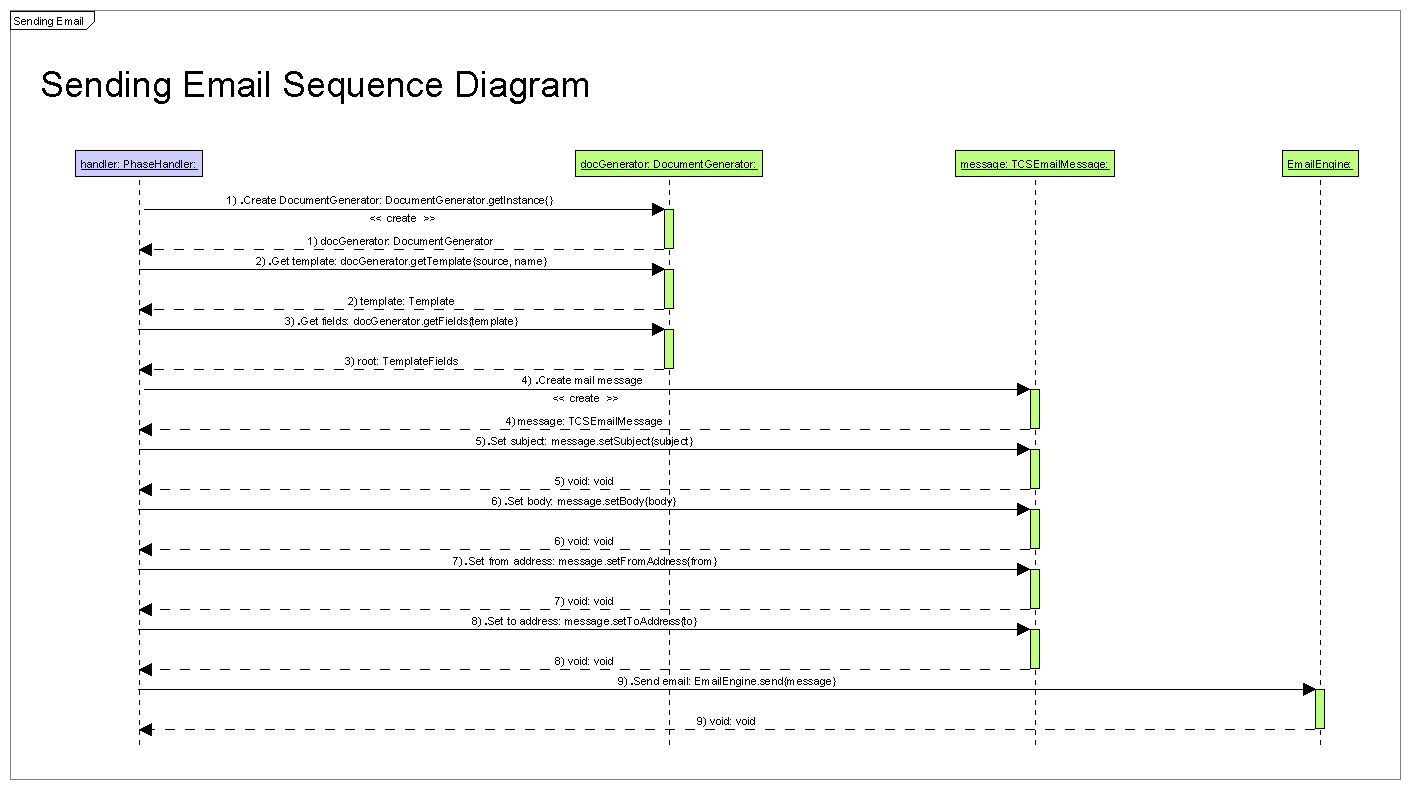 Sending Email
Sending Email Sequence Diagram
handler: PhaseHandler:
docGenerator: DocumentGenerator:
message: TCSEmailMessage:
EmailEngine:
1) .Create DocumentGenerator: DocumentGenerator.getInstance{}
<< create >>
1) docGenerator: DocumentGenerator
2) .Get template: docGenerator.getTemplate{source, name}
2) template: Template
3) .Get fields: docGenerator.getFields{template}
3) root: TemplateFields
4) .Create mail message
<< create >>
4) message: TCSEmailMessage
5) .Set subject: message.setSubject{subject}
5) void: void
6) .Set body: message.setBody{body}
6) void: void
7) .Set from address: message.setFromAddress{from}
7) void: void
8) .Set to address: message.setToAddress{to}
8) void: void
9) .Send email: EmailEngine.send{message}
9) void: void